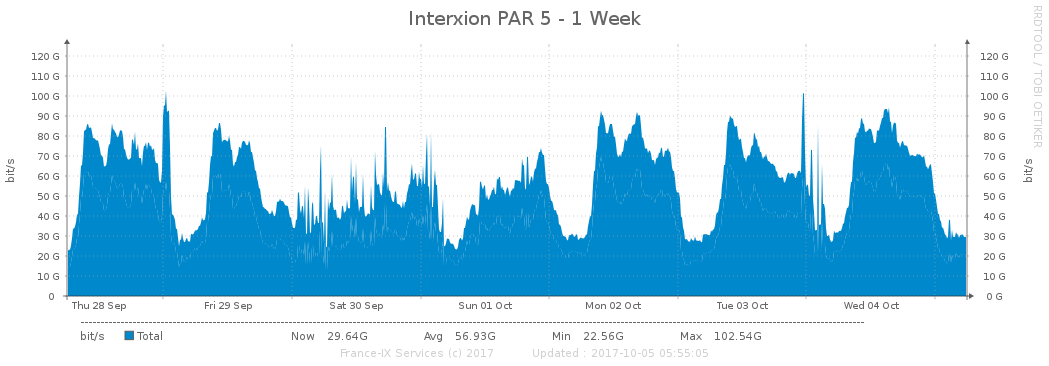 Interxion PAR 5 - 1 Week
RRDTOOL / TOBI OETIKER
120 G 120 G
110 G 110 G
100 G 100 G
90 G 90 G
80 G 80 G
70 G 70 G
60 G 60 G
50 G 50 G
40 G 40 G
30 G 30 G
20 G 20 G
10 G 10 G
0 0 G
bit/s
bit/s
Thu 28 Sep Fri 29 Sep Sat 30 Sep Sun 01 Oct Mon 02 Oct Tue 03 Oct Wed 04 Oct
bit/s Total Now 29.64G Avg 56.93G Min 22.56G Max 102.54G
France-IX Services (c) 2017 Updated : 2017-10-05 05:55:05